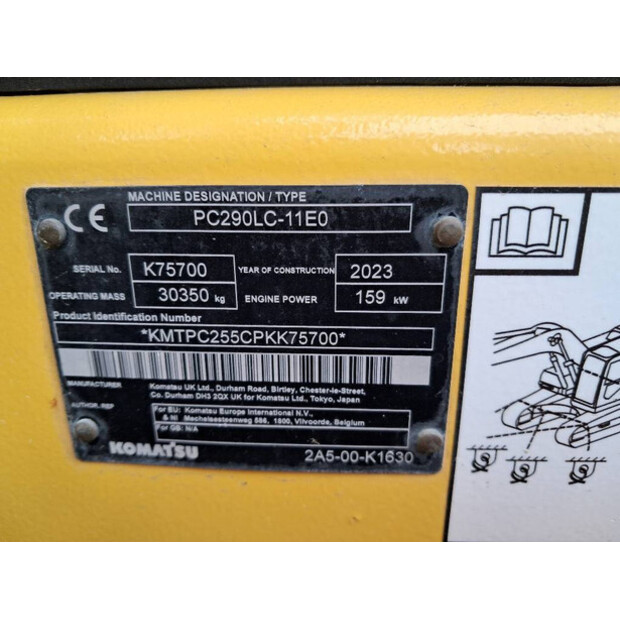 CE
MACHINE DESIGNATION / TYPE
PC290LC-11E0
SERIAL No. K75700 YEAR OF CONSTRUCTION 2023
OPERATING MASS 30350 kg ENGINE POWER 159 kW
Product Identification Number
*KMTPC255CPKK75700*
MANUFACTURER Komatsu UK Ltd., Durham Road, Birtley, Chester-le-Street,
Co. Durham DH3 2QX UK for Komatsu Ltd., Tokyo, Japan
AUTHOR. REP For EU: Komatsu Europe International N.V.,
& NI Mechelsesteenweg 586, 1800, Vilvoorde, Belgium
For GB: N/A
KOMATSU 2A5-00-K1630